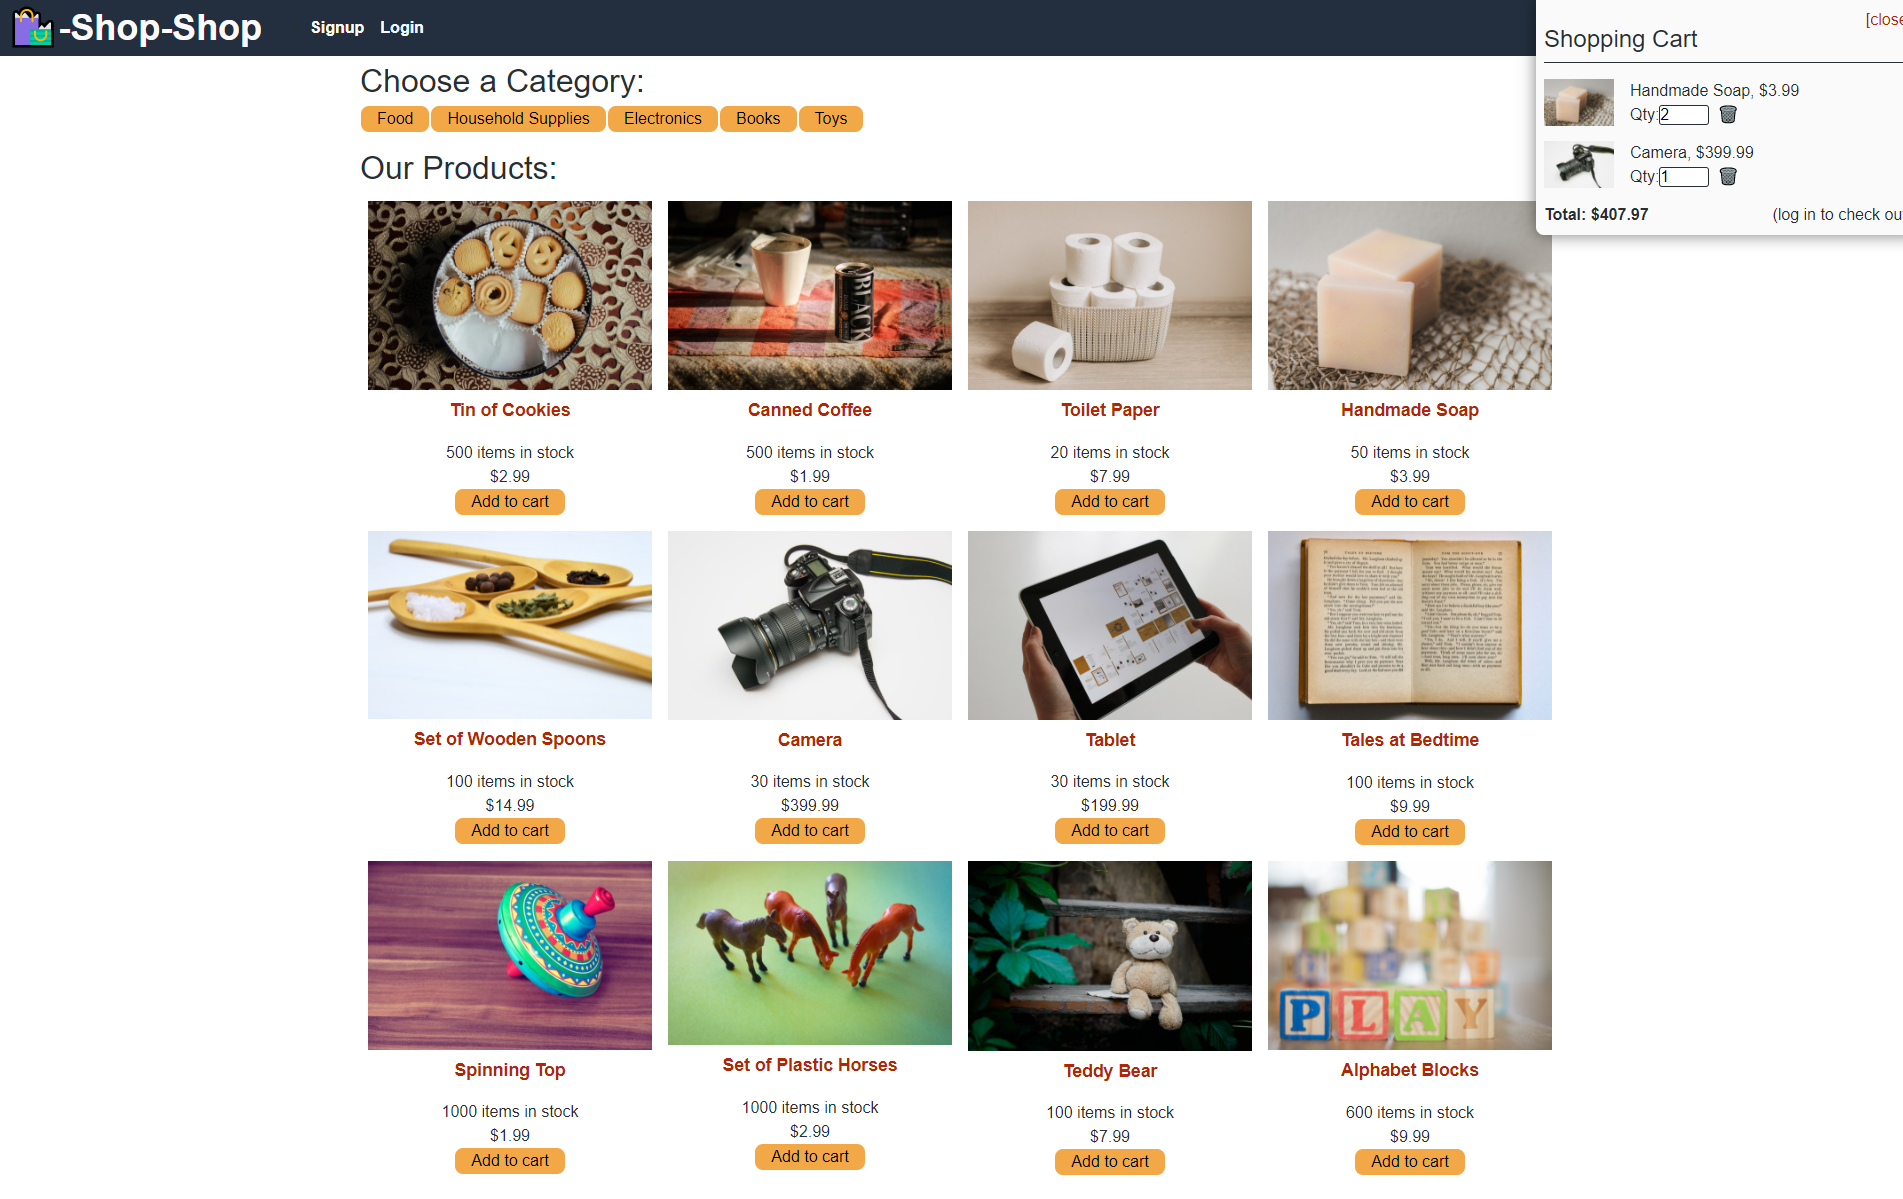 -Shop-Shop
Signup Login
[close
Shopping Cart
Handmade Soap, $3.99
Qty: 2
Camera, $399.99
Qty: 1
Total: $407.97 (log in to check ou
Choose a Category:
Food Household Supplies Electronics Books Toys
Our Products:
BLACK
Tin of Cookies Canned Coffee Toilet Paper Handmade Soap
500 items in stock 500 items in stock 20 items in stock 50 items in stock
$2.99 $1.99 $7.99 $3.99
Add to cart Add to cart Add to cart Add to cart
Set of Wooden Spoons Camera Tablet Tales at Bedtime
100 items in stock 30 items in stock 30 items in stock 100 items in stock
$14.99 $399.99 $199.99 $9.99
Add to cart Add to cart Add to cart Add to cart
PLAY
Spinning Top Set of Plastic Horses Teddy Bear Alphabet Blocks
1000 items in stock 1000 items in stock 100 items in stock 600 items in stock
$1.99 $2.99 $7.99 $9.99
Add to cart Add to cart Add to cart Add to cart